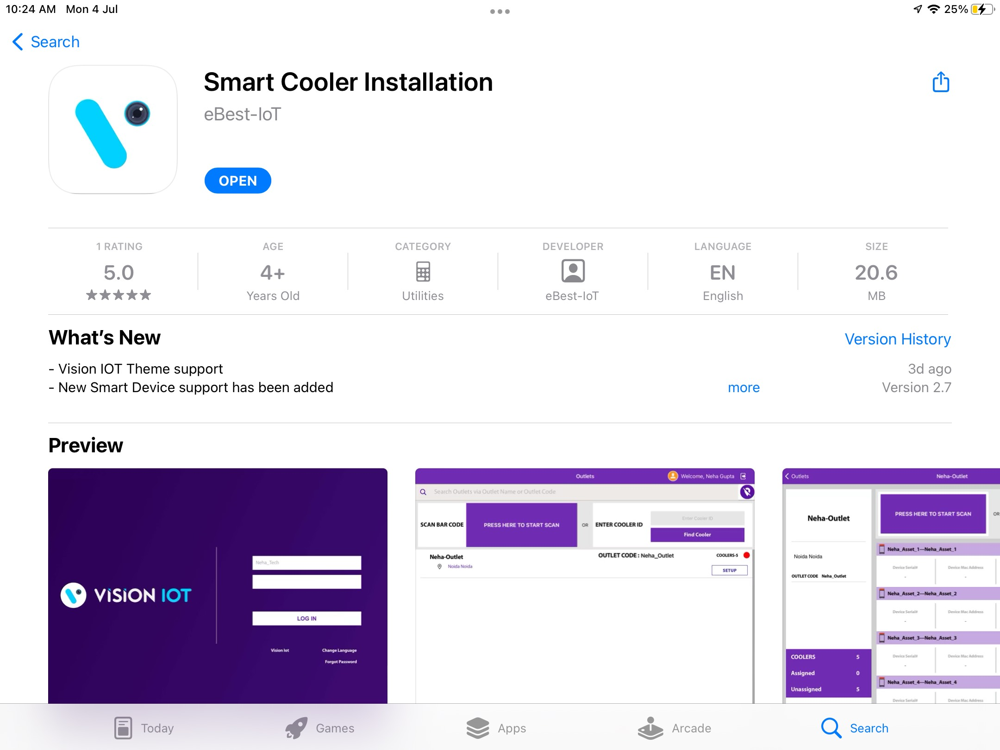 10:24 AM Mon 4 Jul
25%
Search
Smart Cooler Installation
eBest-IoT
OPEN
1 RATING
5.0
AGE
4+
Years Old
CATEGORY
Utilities
DEVELOPER
eBest-IoT
LANGUAGE
EN
English
SIZE
20.6
MB
What's New
Version History
- Vision IOT Theme support
3d ago
- New Smart Device support has been added
more
Version 2.7
Preview
Neha_Tech
VISION IOT
LOG IN
Vision Iot
Change Language
Forgot Password
Outlets
Welcome, Neha Gupta
Search Outlets via Outlet Name or Outlet Code
SCAN BAR CODE
PRESS HERE TO START SCAN
OR
ENTER COOLER ID
Enter Cooler ID
Find Cooler
Neha-Outlet
Noida Noida
OUTLET CODE : Neha_Outlet
COOLERS-5
SETUP
Outlets
Neha-Outlet
Neha-Outlet
Noida Noida
OUTLET CODE Neha_Outlet
COOLERS 5
Assigned 0
Unassigned 5
PRESS HERE TO START SCAN
OR
Neha_Asset_1---Neha_Asset_1
Device Serial# Device Mac Address
- -
Neha_Asset_2---Neha_Asset_2
Device Serial# Device Mac Address
- -
Neha_Asset_3---Neha_Asset_3
Device Serial# Device Mac Address
- -
Neha_Asset_4---Neha_Asset_4
Device Serial# Device Mac Address
Today
Games
Apps
Arcade
Search